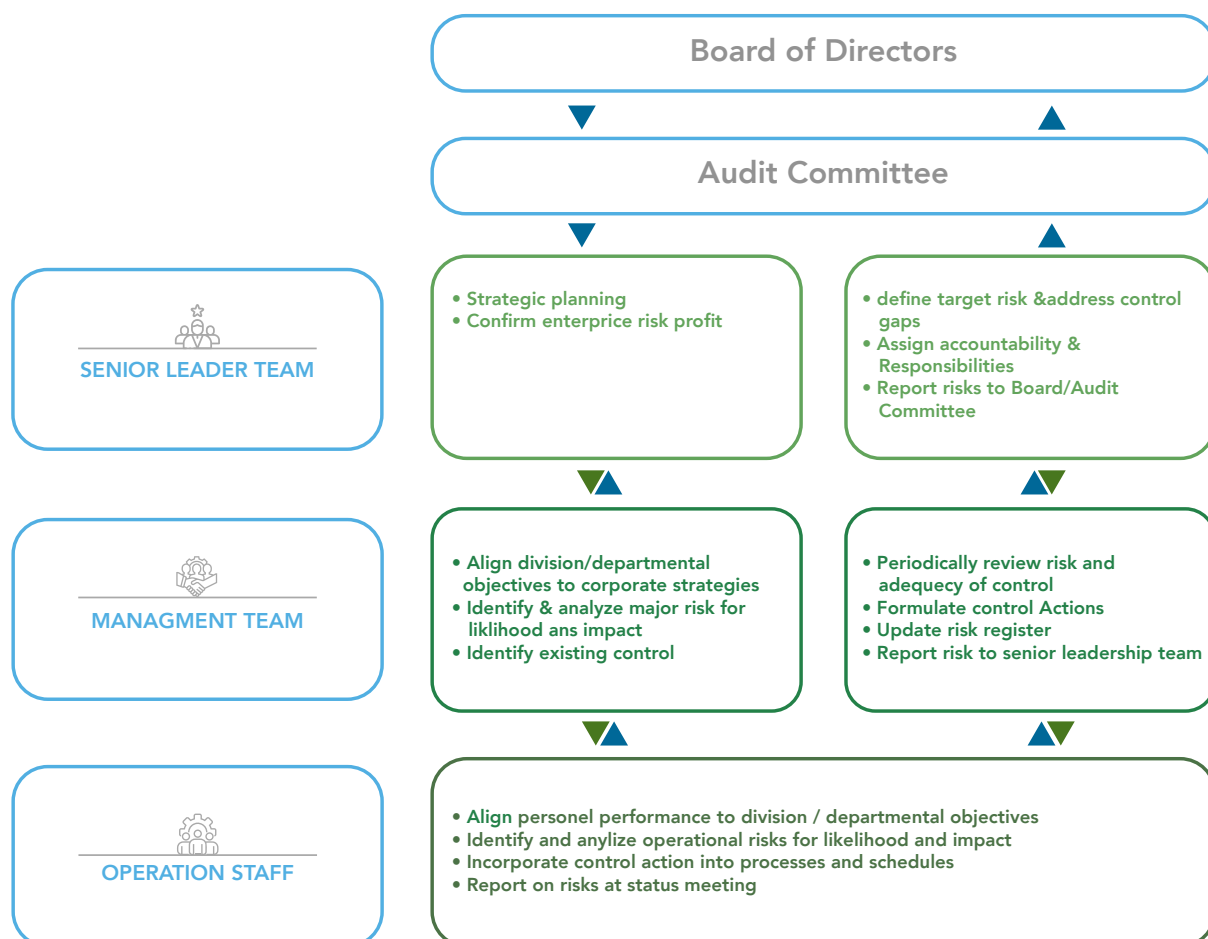 Board of Directors
Audit Committee
SENIOR LEADER TEAM
• Strategic planning
• Confirm enterprice risk profit
• define target risk &address control
gaps
• Assign accountability &
Responsibilities
• Report risks to Board/Audit
Committee
MANAGMENT TEAM
• Align division/departmental
objectives to corporate strategies
• Identify & analyze major risk for
liklihood ans impact
• Identify existing control
• Periodically review risk and
adequecy of control
• Formulate control Actions
• Update risk register
• Report risk to senior leadership team
OPERATION STAFF
• Align personel performance to division / departmental objectives
• Identify and anylize operational risks for likelihood and impact
• Incorporate control action into processes and schedules
• Report on risks at status meeting